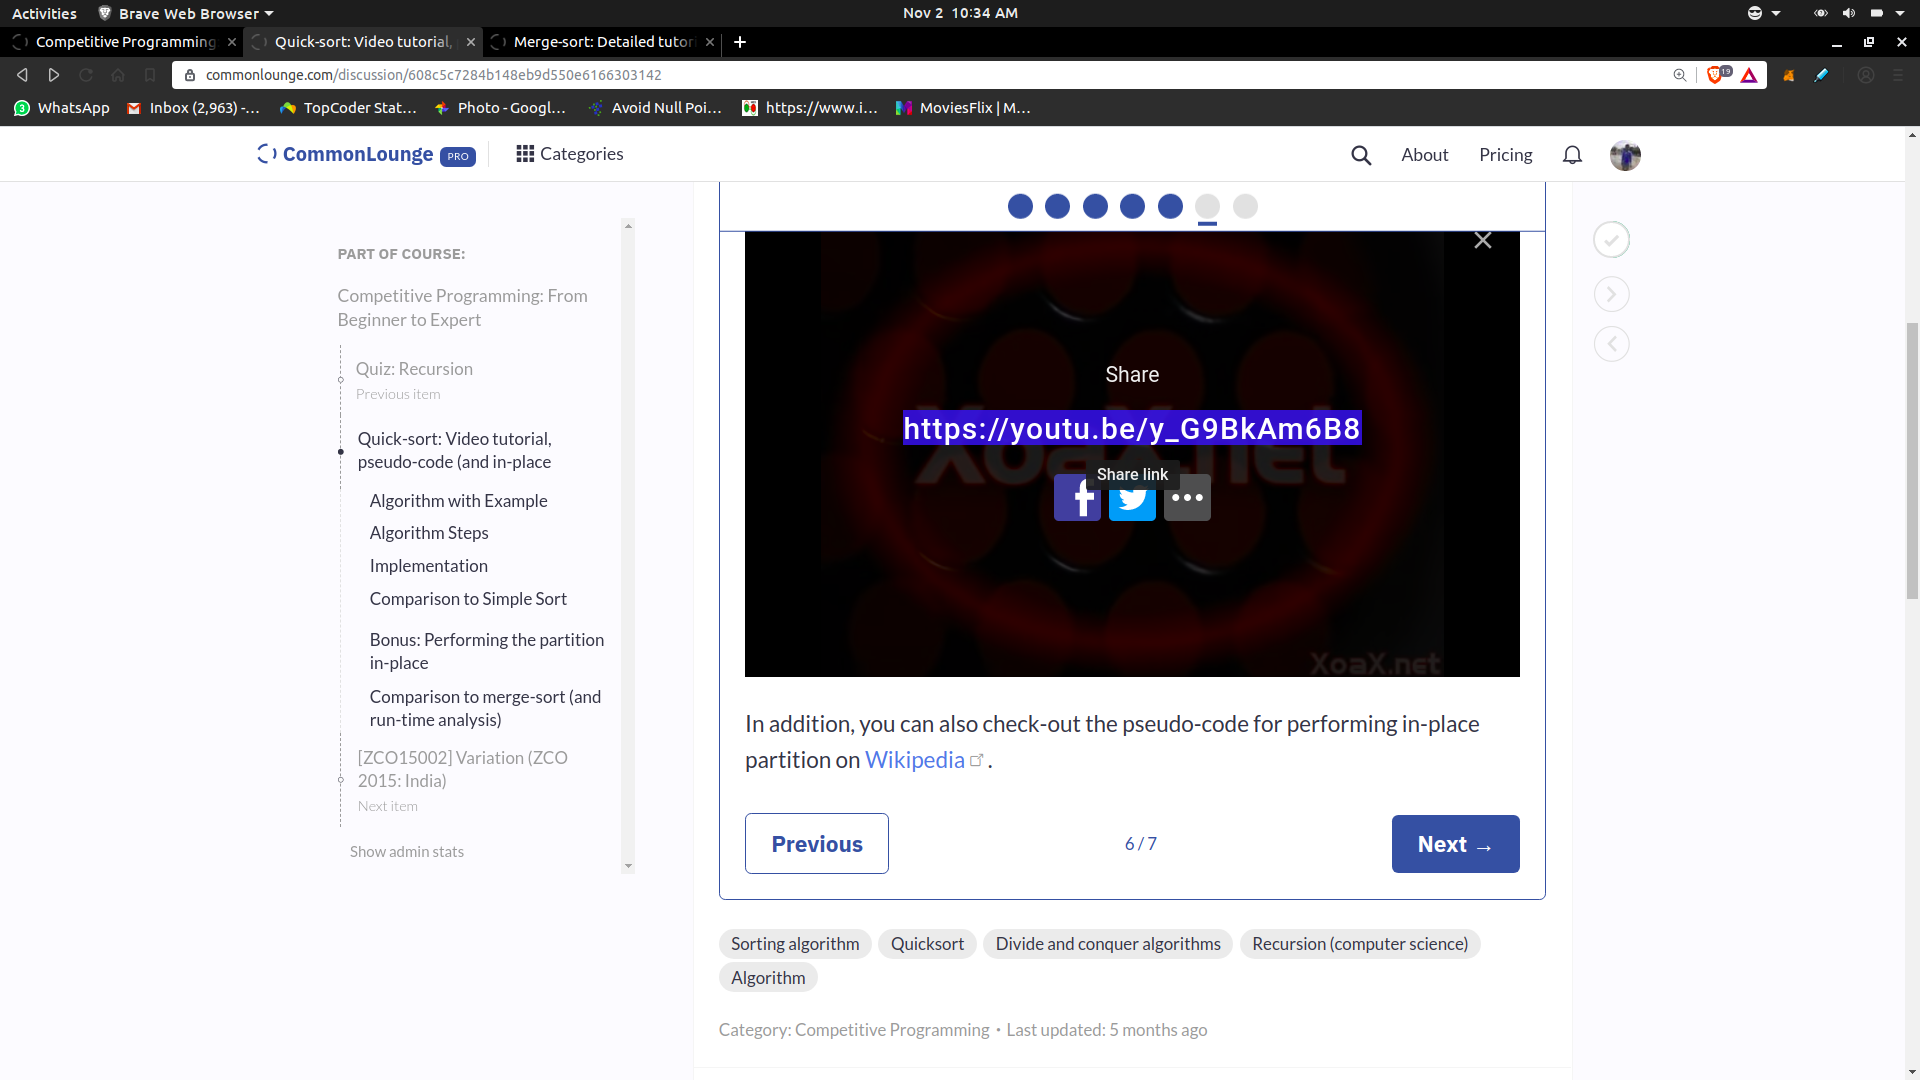 Activities Brave Web Browser Nov 2 10:34 AM
Competitive Programming Quick-sort: Video tutorial, Merge-sort: Detailed tutor
commonlounge.com/discussion/608c5c7284b148eb9d550e6166303142 19
WhatsApp Inbox (2,963) -... TopCoder Stat... Photo - Googl... Avoid Null Poi... https://www.i... MoviesFlix | M...
CommonLounge PRO Categories About Pricing
PART OF COURSE:
Competitive Programming: From
Beginner to Expert
Quiz: Recursion
Previous item
Quick-sort: Video tutorial,
pseudo-code (and in-place
Algorithm with Example
Algorithm Steps
Implementation
Comparison to Simple Sort
Bonus: Performing the partition
in-place
Comparison to merge-sort (and
run-time analysis)
[ZCO15002] Variation (ZCO
2015: India)
Next item
Show admin stats
Share
https://youtu.be/y_G9BkAm6B8
XoaX.net
Share link
XoaX.net
In addition, you can also check-out the pseudo-code for performing in-place
partition on Wikipedia .
Previous 6 / 7 Next →
Sorting algorithm Quicksort Divide and conquer algorithms Recursion (computer science)
Algorithm
Category: Competitive Programming • Last updated: 5 months ago